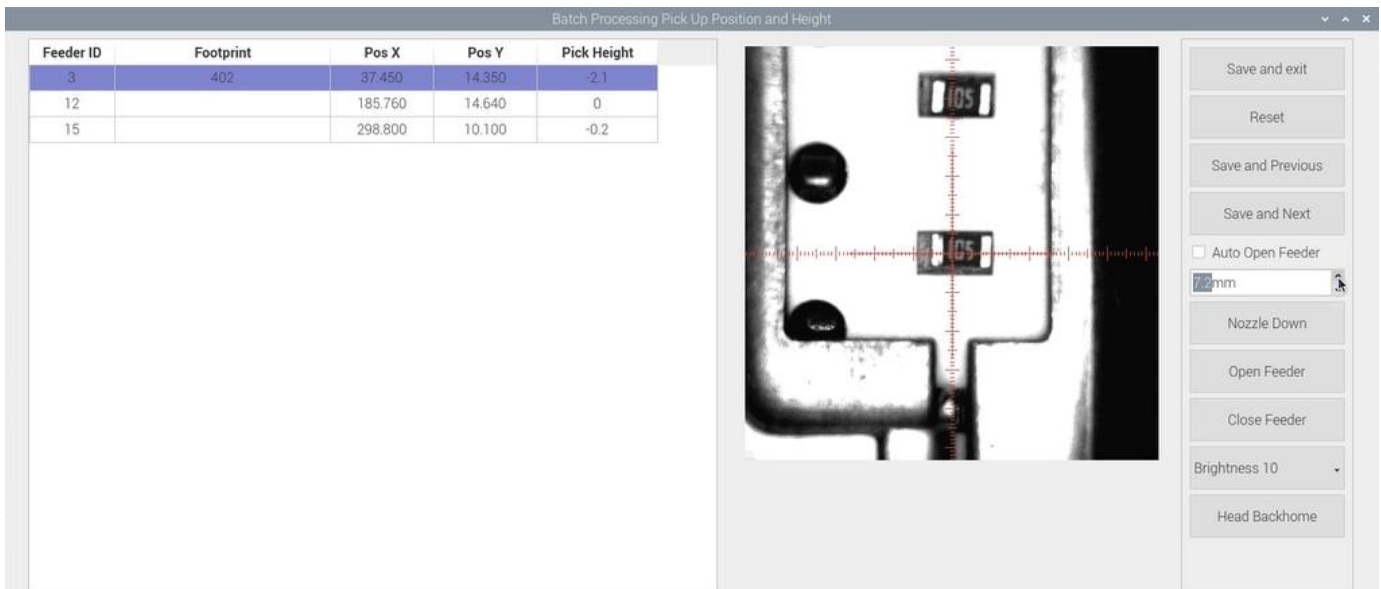 Batch Processing Pick Up Position and Height
Feeder ID Footprint Pos X Pos Y Pick Height
3 402 37.450 14.350 -2.1
12 185.760 14.640 0
15 298.800 10.100 -0.2
05
05
Save and exit
Reset
Save and Previous
Save and Next
Auto Open Feeder
7.2mm
Nozzle Down
Open Feeder
Close Feeder
Brightness 10
Head Backhome